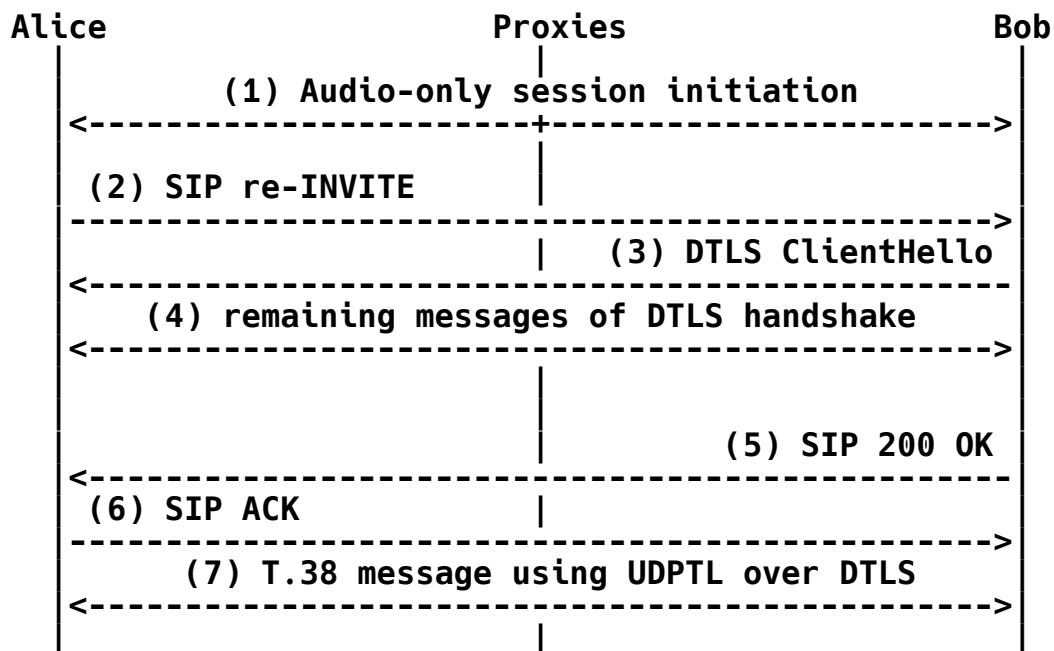 Alice Proxies Bob
(1) Audio-only session initiation
<-----------------------+----------------------->
(2) SIP re-INVITE
------------------------------------------------->
(3) DTLS ClientHello
<-------------------------------------------------
(4) remaining messages of DTLS handshake
<----------------------------------------------->
(5) SIP 200 OK
<-------------------------------------------------
(6) SIP ACK
------------------------------------------------->
(7) T.38 message using UDPTL over DTLS
<----------------------------------------------->